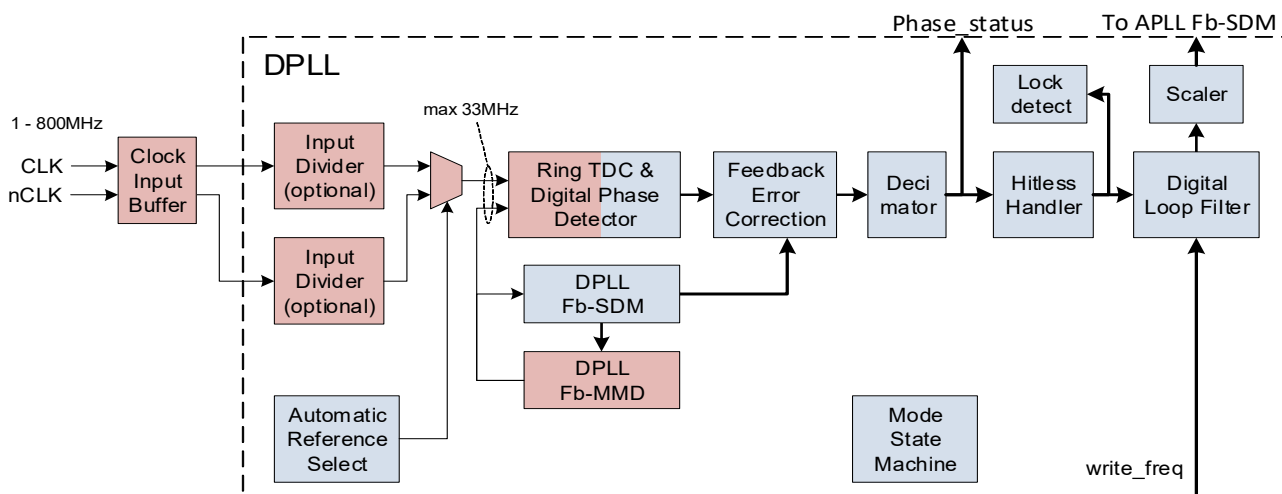 Phase_status
To APLL Fb-SDM
DPLL
1 - 800MHz
CLK
nCLK
Clock
Input
Buffer
Input
Divider
(optional)
Input
Divider
(optional)
max 33MHz
Ring TDC &
Digital Phase
Detector
Feedback
Error
Correction
Deci
mator
Lock
detect
Hitless
Handler
Scaler
Digital
Loop Filter
DPLL
Fb-SDM
DPLL
Fb-MMD
Automatic
Reference
Select
Mode
State
Machine
write_freq